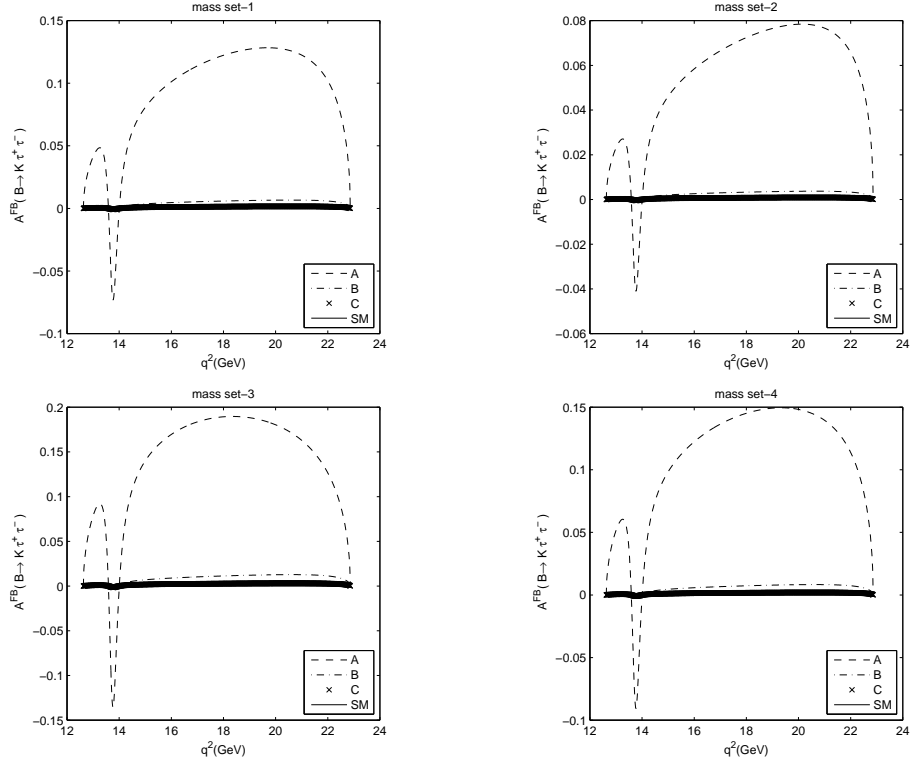 mass set−1
0.15
0.1
0.05
0
−0.05
−0.1
A^FB( B→ K τ^+ τ^−)
12 14 16 18 20 22 24
q^2(GeV)
A
B
C
SM
mass set−2
0.08
0.06
0.04
0.02
0
−0.02
−0.04
−0.06
A^FB( B→ K τ^+ τ^−)
12 14 16 18 20 22 24
q^2(GeV)
A
B
C
SM
mass set−3
0.2
0.15
0.1
0.05
0
−0.05
−0.1
−0.15
A^FB( B→ K τ^+ τ^−)
12 14 16 18 20 22 24
q^2(GeV)
A
B
C
SM
mass set−4
0.15
0.1
0.05
0
−0.05
−0.1
A^FB( B→ K τ^+ τ^−)
12 14 16 18 20 22 24
q^2(GeV)
A
B
C
SM